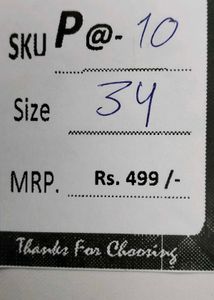 SKU P@-10
Size 34
MRP. Rs. 499/-
Thanks For Choosing